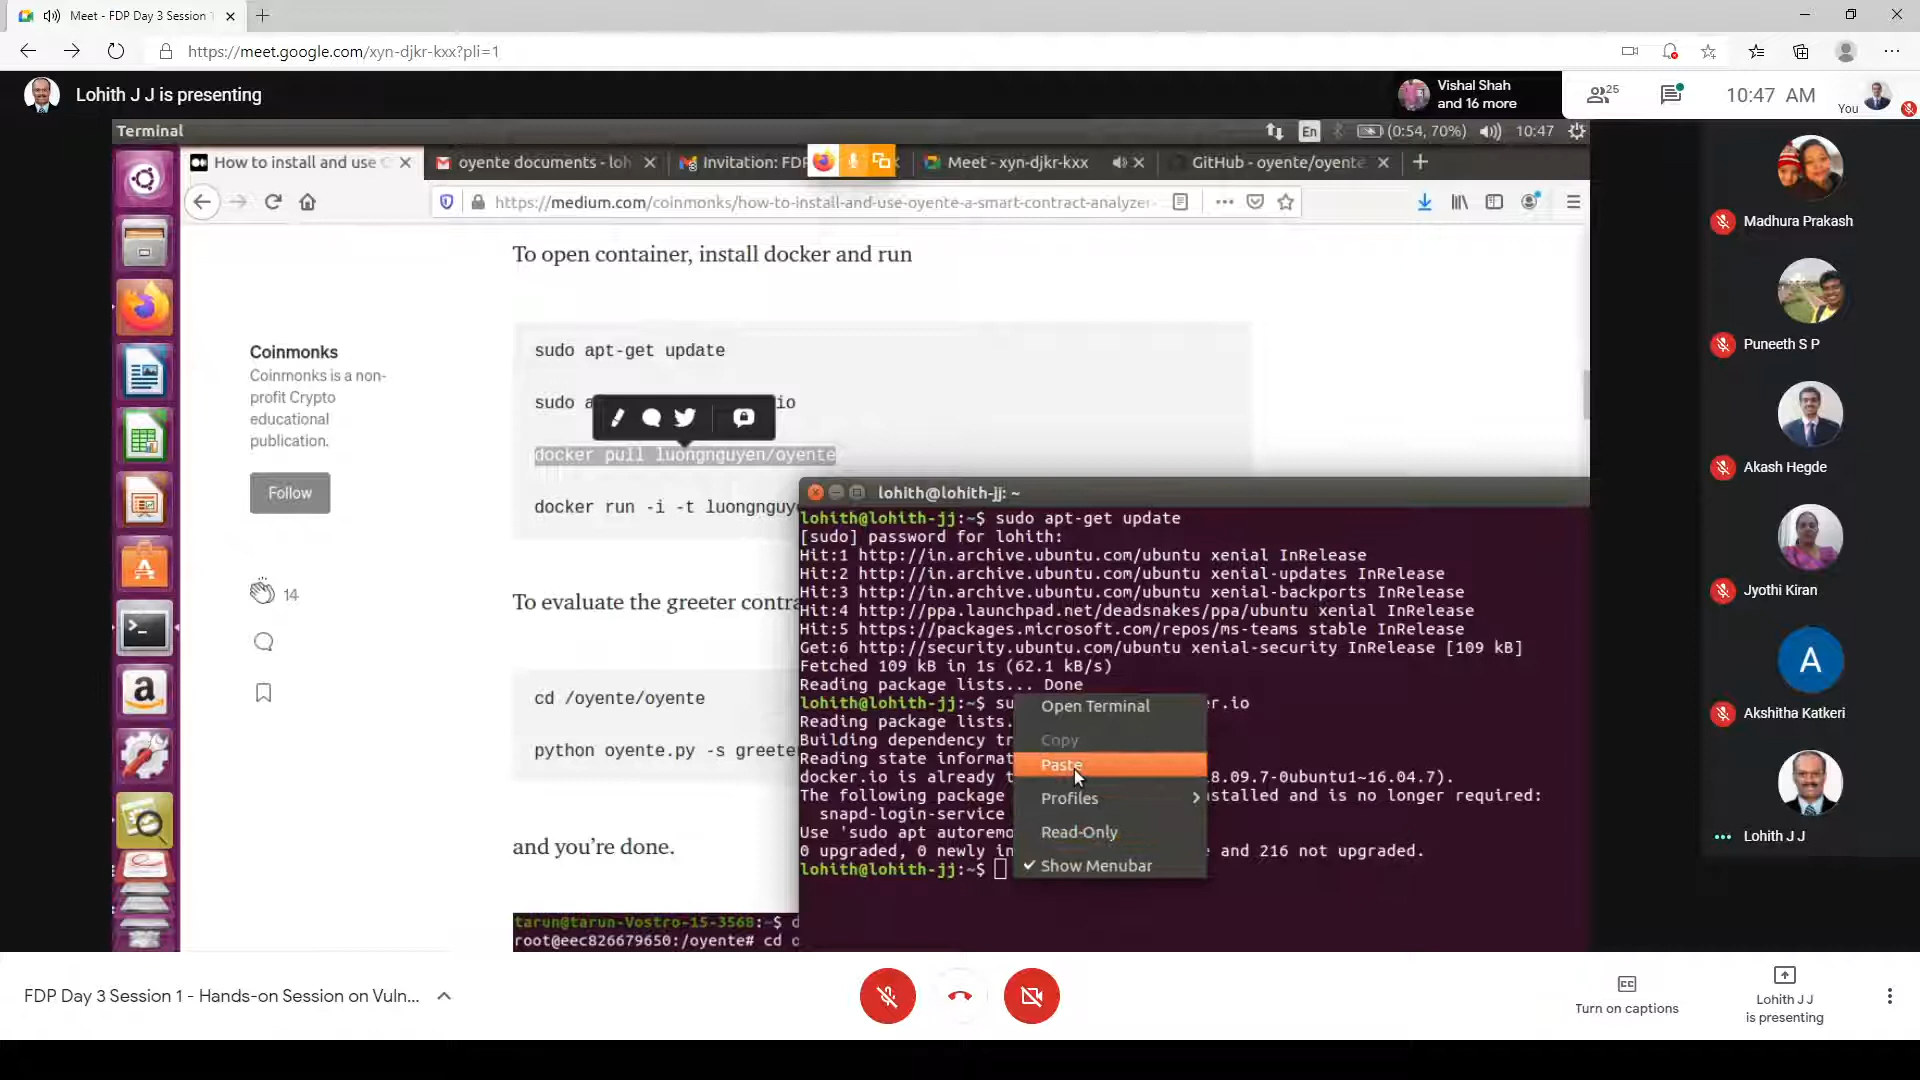 Meet - FDP Day 3 Session 1
https://meet.google.com/xyn-djkr-kxx?pli=1
Lohith J J is presenting
Vishal Shah
and 16 more
25
10:47 AM
You
Terminal
En
(0:54, 70%)
10:47
How to install and use
oyente documents - loh
Invitation: FDP
Meet - xyn-djkr-kxx
GitHub - oyente/oyente
https://medium.com/coinmonks/how-to-install-and-use-oyente-a-smart-contract-analyzer-
To open container, install docker and run
Coinmonks
Coinmonks is a non-
profit Crypto
educational
publication.
Follow
14
sudo apt-get update
sudo a
io
docker pull luongnguyen/oyente
docker run -i -t luongnguy
To evaluate the greeter contra
cd /oyente/oyente
python oyente.py -s greete
and you're done.
tarun@tarun-Vostro-15-3568:~$ d
root@eec826679650:/oyente# cd o
lohith@lohith-jj: ~
lohith@lohith-jj:~$ sudo apt-get update
[sudo] password for lohith:
Hit:1 http://in.archive.ubuntu.com/ubuntu xenial InRelease
Hit:2 http://in.archive.ubuntu.com/ubuntu xenial-updates InRelease
Hit:3 http://in.archive.ubuntu.com/ubuntu xenial-backports InRelease
Hit:4 http://ppa.launchpad.net/deadsnakes/ppa/ubuntu xenial InRelease
Hit:5 https://packages.microsoft.com/repos/ms-teams stable InRelease
Get:6 http://security.ubuntu.com/ubuntu xenial-security InRelease [109 kB]
Fetched 109 kB in 1s (62.1 kB/s)
Reading package lists... Done
lohith@lohith-jj:~$ su
r.io
Reading package lists.
Building dependency tr
Reading state informat
docker.io is already t
8.09.7-0ubuntu1~16.04.7).
The following package
stalled and is no longer required:
snapd-login-service
Use 'sudo apt autoremo
0 upgraded, 0 newly in
e and 216 not upgraded.
lohith@lohith-jj:~$
Open Terminal
Copy
Paste
Profiles
Read-Only
Show Menubar
Madhura Prakash
Puneeth S P
Akash Hegde
Jyothi Kiran
A
Akshitha Katkeri
Lohith J J
FDP Day 3 Session 1 - Hands-on Session on Vuln...
Turn on captions
Lohith J J
is presenting